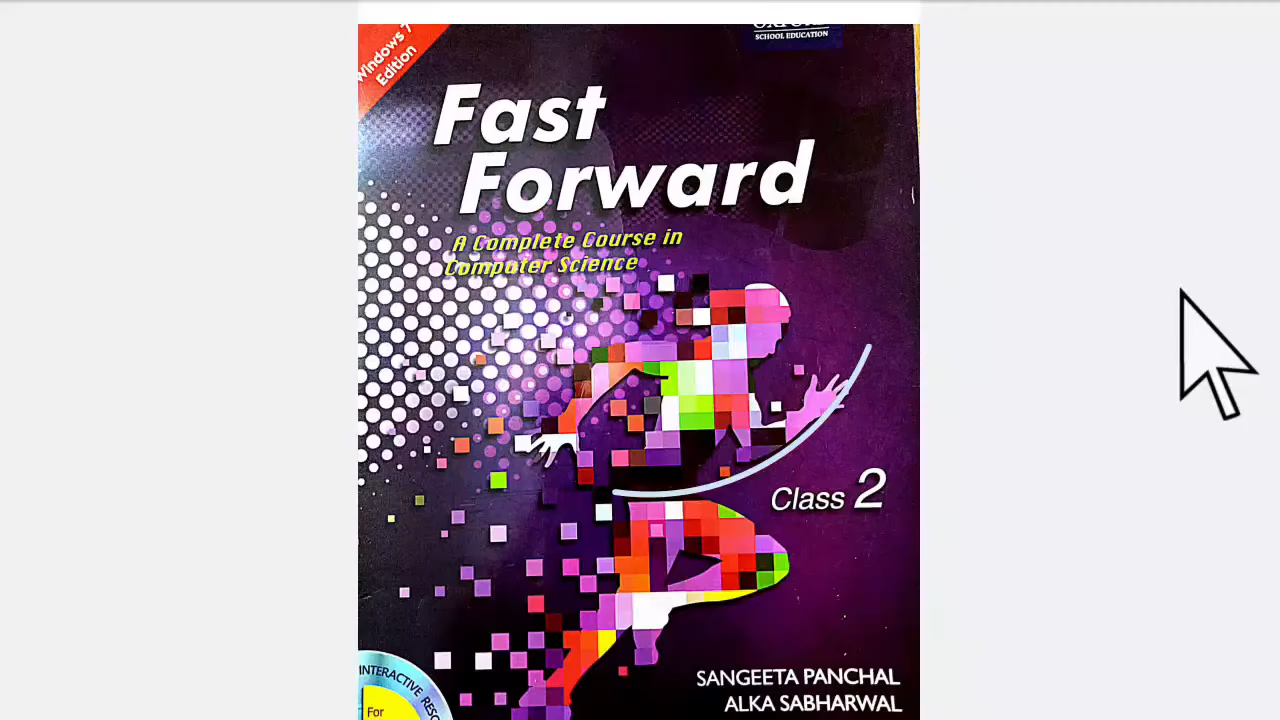 Windows 7
Edition
SCHOOL EDUCATION
Fast
Forward
A Complete Course in
Computer Science
Class 2
SANGEETA PANCHAL
ALKA SABHARWAL
INTERACTIVE
For